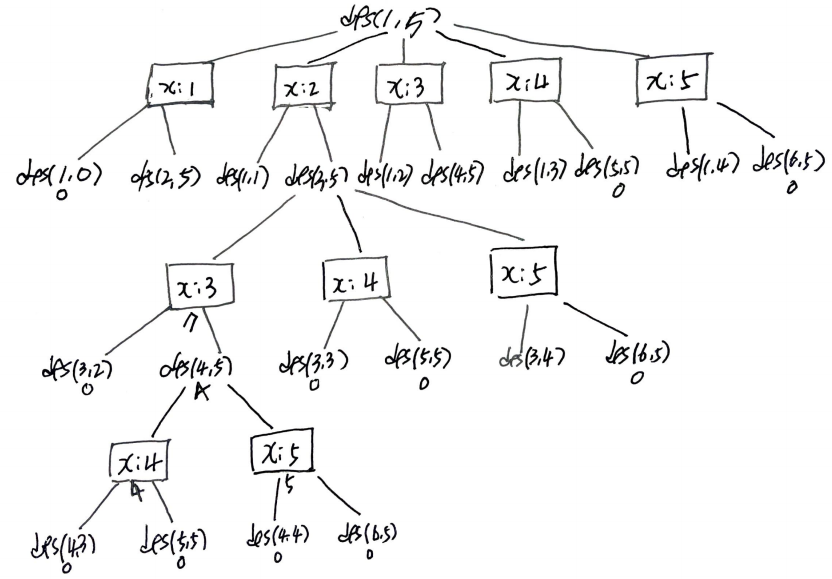 dfs(1,5)
x:1 x:2 x:3 x:4 x:5
dfs(1,0) dfs(2,5) dfs(1,1) dfs(3,5) dfs(1,2) dfs(4,5) dfs(1,3) dfs(5,5) dfs(1,4) dfs(6,5)
0 0 0
x:3 x:4 x:5
7
dfs(3,2) dfs(4,5) dfs(3,3) dfs(5,5) dfs(3,4) dfs(6,5)
0 4 0 0 0
x:4 x:5
4 5
dfs(4,3) dfs(5,5) dfs(4,4) dfs(6,5)
0 0 0 0